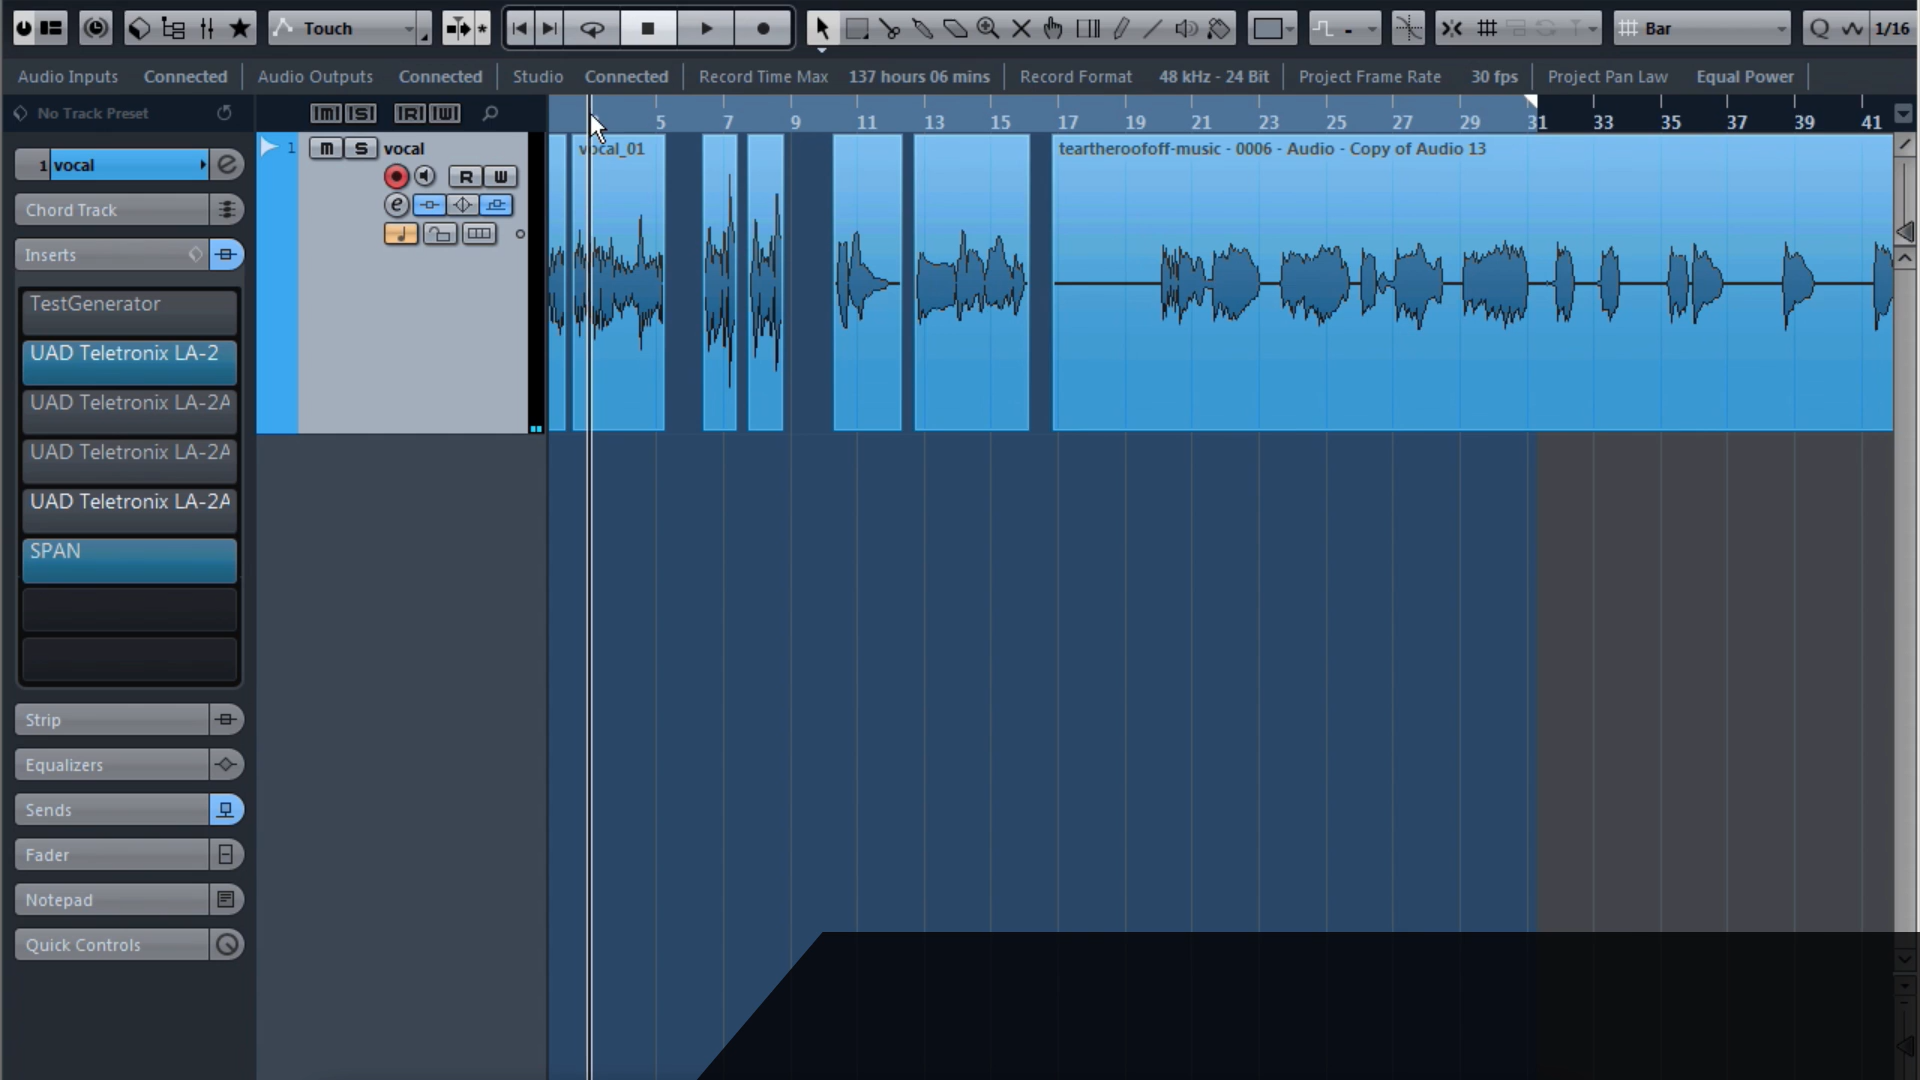 Touch
Bar
Q
1/16
Audio Inputs Connected
Audio Outputs Connected
Studio Connected
Record Time Max 137 hours 06 mins
Record Format 48 kHz - 24 Bit
Project Frame Rate 30 fps
Project Pan Law Equal Power
No Track Preset
M S R W
5 7 9 11 13 15 17 19 21 23 25 27 29 31 33 35 37 39 41
1 vocal
Chord Track
Inserts
TestGenerator
UAD Teletronix LA-2
UAD Teletronix LA-2A
UAD Teletronix LA-2A
UAD Teletronix LA-2A
SPAN
Strip
Equalizers
Sends
Fader
Notepad
Quick Controls
1 M S vocal
R W
e
vocal_01
teartheroofoff-music - 0006 - Audio - Copy of Audio 13